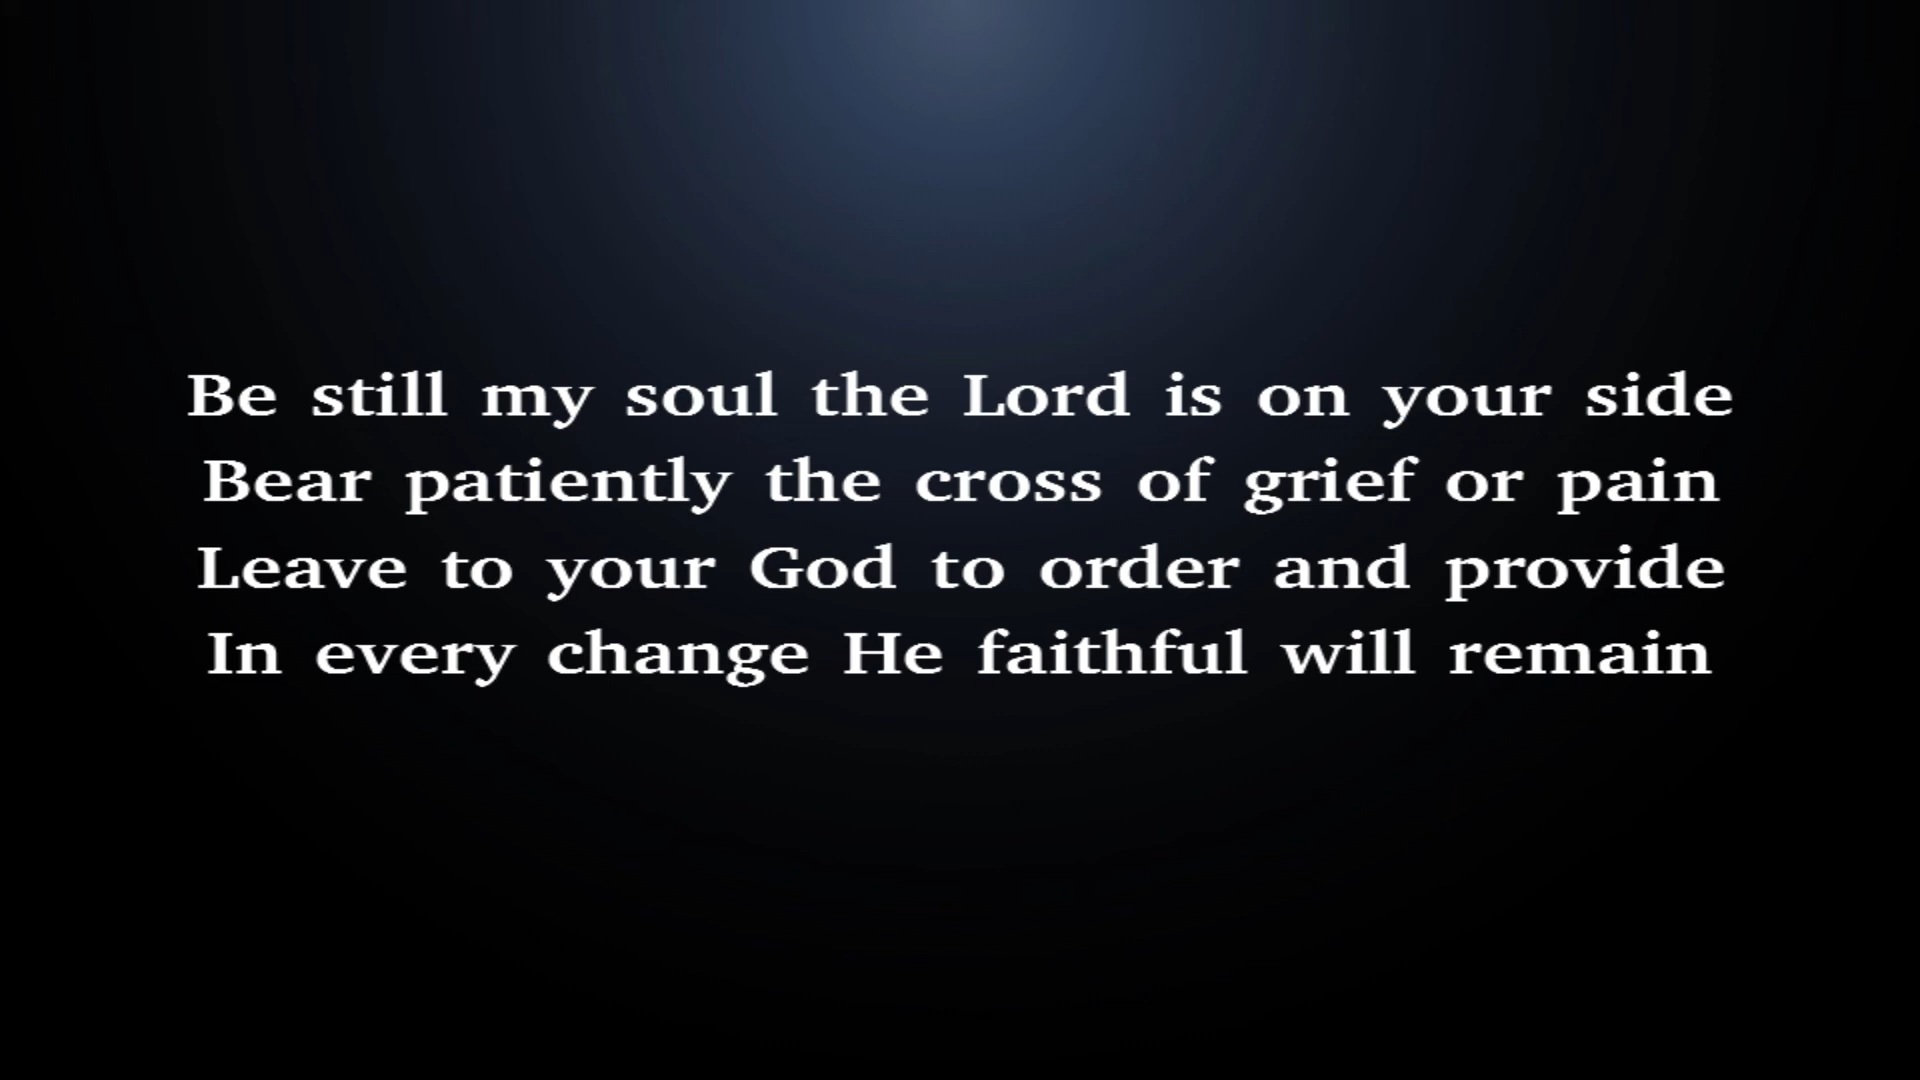 Be still my soul the Lord is on your side
Bear patiently the cross of grief or pain
Leave to your God to order and provide
In every change He faithful will remain